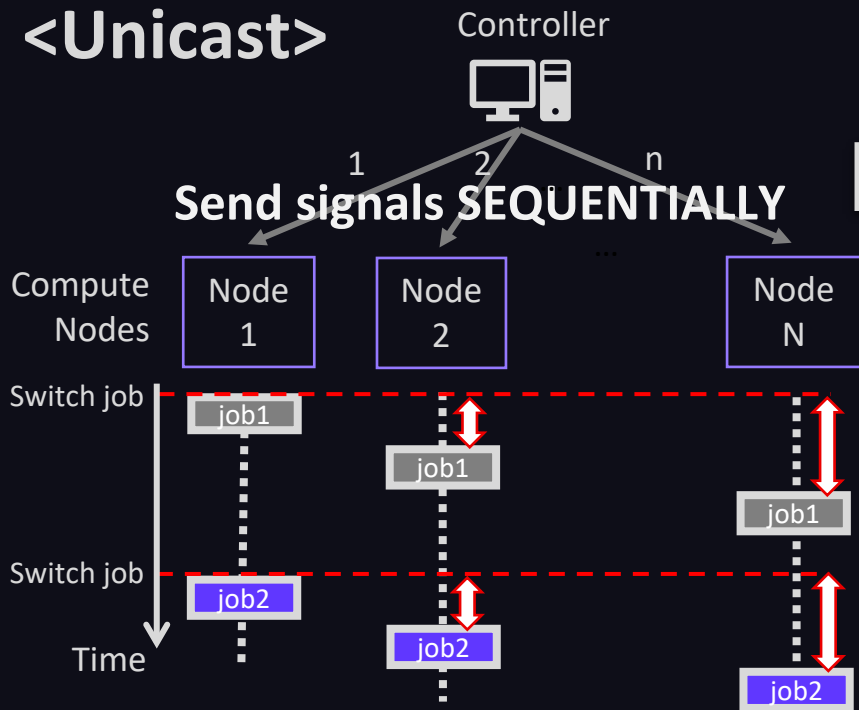 <Unicast>
Controller
1
2
...
n
Send signals SEQUENTIALLY
...
Compute
Nodes
Node
1
Node
2
Node
N
Switch job
job1
job1
job1
Switch job
job2
job2
job2
Time